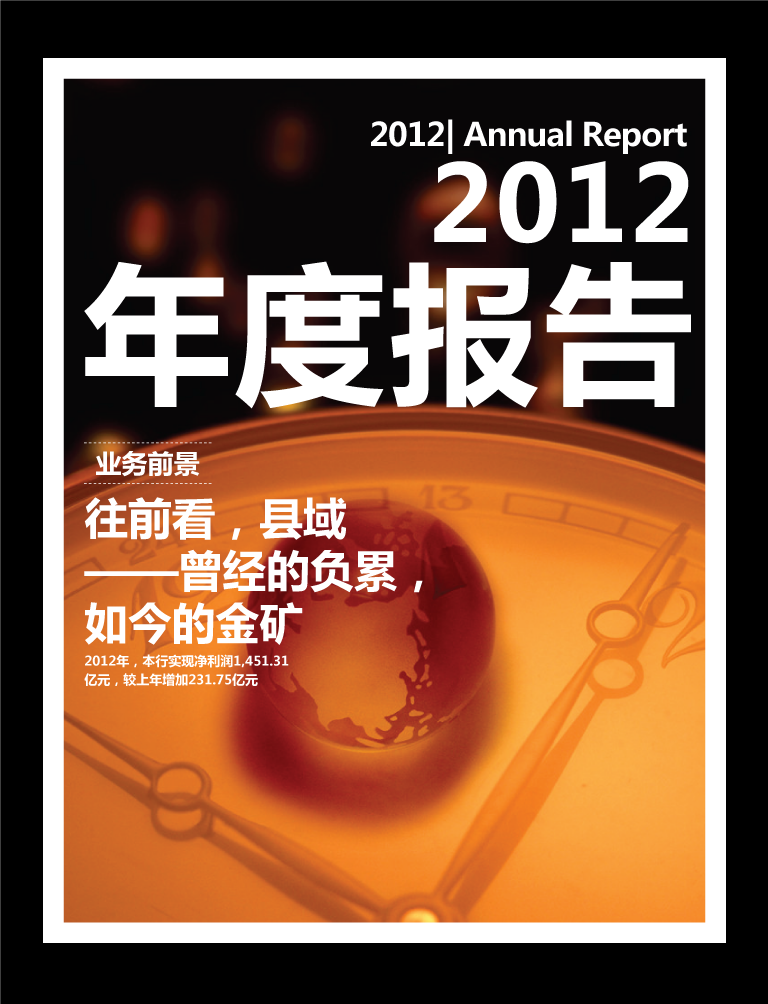 2012| Annual Report
2012
年度报告
业务前景
往前看，县域
——曾经的负累，
如今的金矿
2012年，本行实现净利润1,451.31
亿元，较上年增加231.75亿元
13